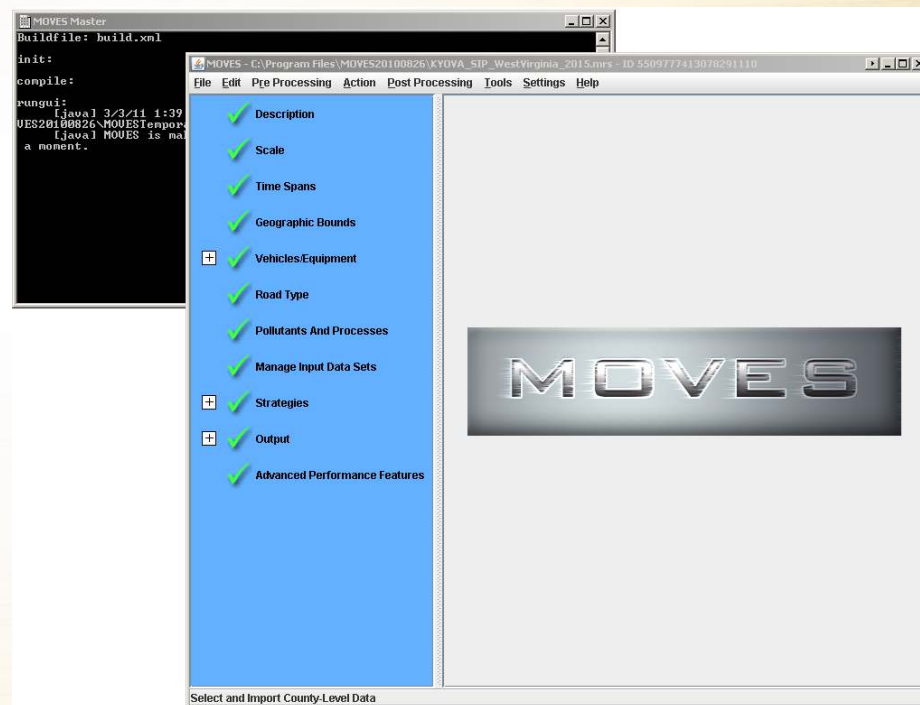 MOVES Master
Buildfile: build.xml
init:
compile:
rungui:
[java] 3/3/11 1:39
VES20100826\MOVESTempora
[java] MOVES is mak
a moment.
MOVES - C:\Program Files\MOVES20100826\KYOVA_SIP_WestVirginia_2015.mrs - ID 5509777413078291110
File Edit Pre Processing Action Post Processing Tools Settings Help
Description
Scale
Time Spans
Geographic Bounds
Vehicles/Equipment
Road Type
Pollutants And Processes
Manage Input Data Sets
Strategies
Output
Advanced Performance Features
MOVES
Select and Import County-Level Data